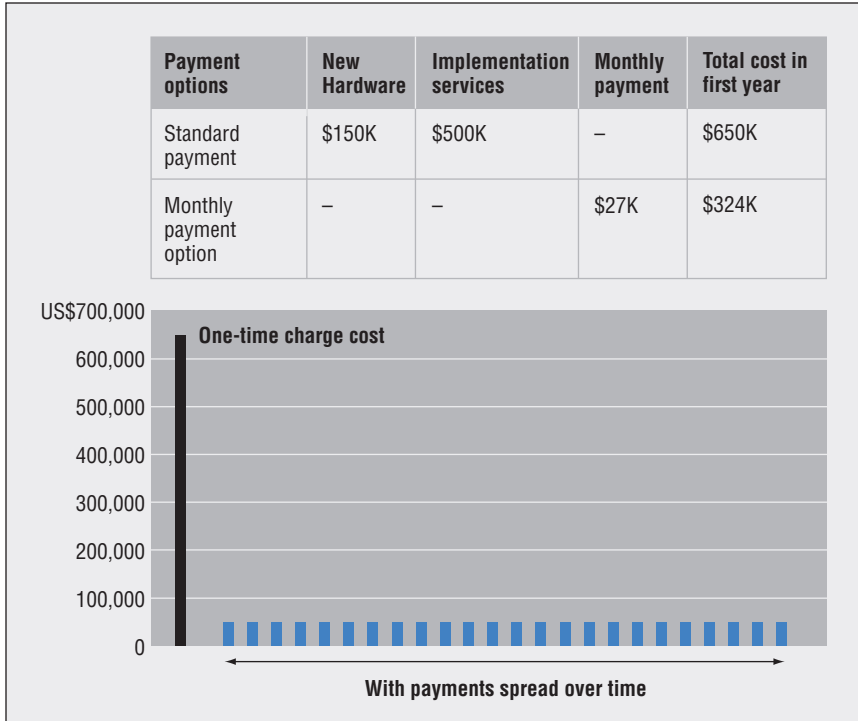 Payment options New Hardware Implementation services Monthly payment Total cost in first year
Standard payment $150K $500K – $650K
Monthly payment option – – $27K $324K
US$700,000
One-time charge cost
600,000
500,000
400,000
300,000
200,000
100,000
0
With payments spread over time